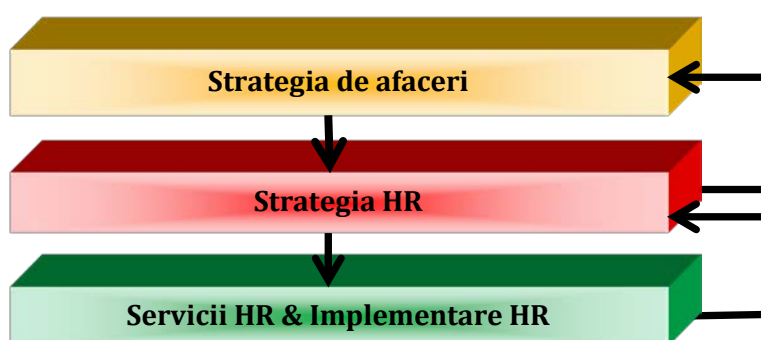 Strategia de afaceri
Strategia HR
Servicii HR & Implementare HR